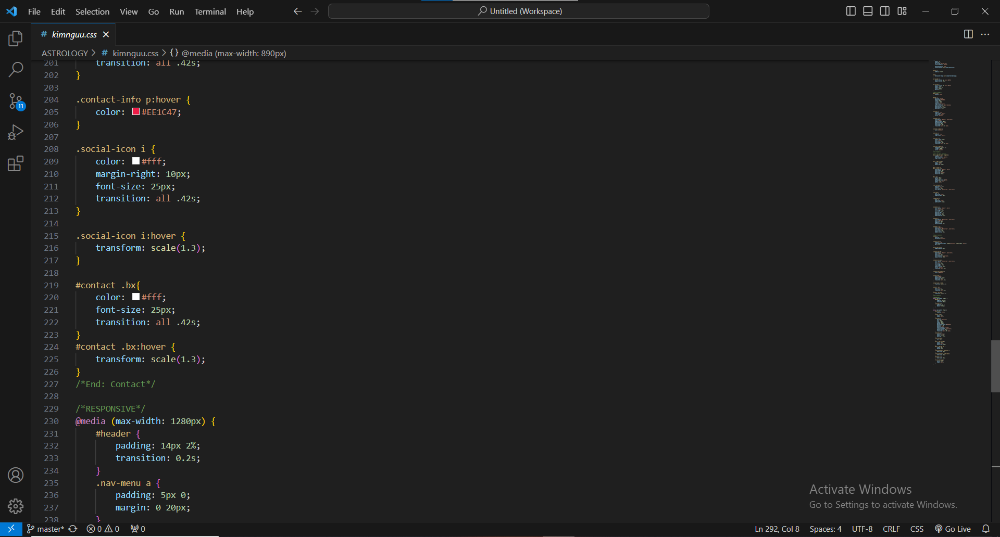 File Edit Selection View Go Run Terminal Help
Untitled (Workspace)
# kimnguu.css
ASTROLOGY > # kimnguu.css > {} @media (max-width: 890px)
201 transition: all .42s;
202 }
203
204 .contact-info p:hover {
205 color: #EE1C47;
206 }
207
208 .social-icon i {
209 color: #fff;
210 margin-right: 10px;
211 font-size: 25px;
212 transition: all .42s;
213 }
214
215 .social-icon i:hover {
216 transform: scale(1.3);
217 }
218
219 #contact .bx{
220 color: #fff;
221 font-size: 25px;
222 transition: all .42s;
223 }
224 #contact .bx:hover {
225 transform: scale(1.3);
226 }
227 /*End: Contact*/
228
229 /*RESPONSIVE*/
230 @media (max-width: 1280px) {
231 #header {
232 padding: 14px 2%;
233 transition: 0.2s;
234 }
235 .nav-menu a {
236 padding: 5px 0;
237 margin: 0 20px;
238 }
11
Activate Windows
Go to Settings to activate Windows.
master* 0 0 0 Ln 292, Col 8 Spaces: 4 UTF-8 CRLF CSS Go Live